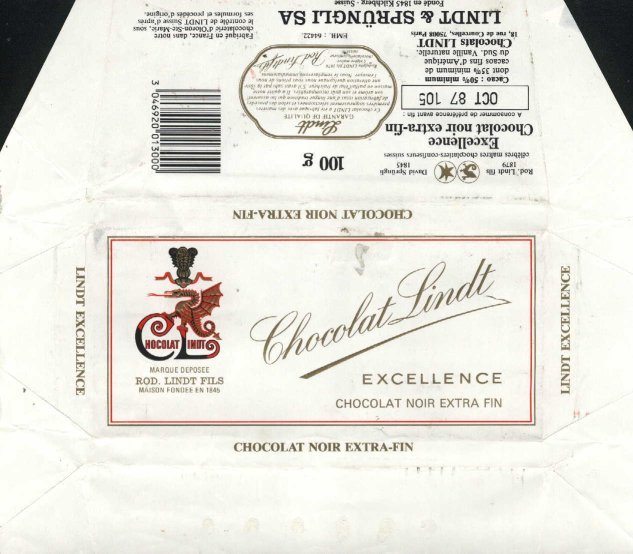 Fabriqué en France, dans notre
chocolaterie d'Oloron-Ste-Marie, sous
le contrôle de LINDT Suisse d'après
ses formules et procédés d'origine.
LINDT & SPRÜNGLI SA
Fondé en 1845 Kilchberg - Suisse
EMB : 64422
Chocolats LINDT
18, rue de Courcelles, 75008 Paris
Cacao : 50% minimum
dont 35% minimum de
cacaos fins d'Amérique
du Sud. Vanille naturelle.
A consommer de préférence avant fin :
OCT 87 105
Lindt
GARANTIE DE QUALITÉ
Rod. Lindt fils
3 046920 013000
100 g
Excellence
Chocolat noir extra-fin
Rod. Lindt fils
1879
David Sprüngli
1845
célèbres maîtres chocolatiers-confiseurs suisses
CHOCOLAT NOIR EXTRA-FIN
LINDT EXCELLENCE
CHOCOLAT LINDT
MARQUE DEPOSEE
ROD. LINDT FILS
MAISON FONDEE EN 1845
Chocolat Lindt
EXCELLENCE
CHOCOLAT NOIR EXTRA FIN
LINDT EXCELLENCE
CHOCOLAT NOIR EXTRA-FIN